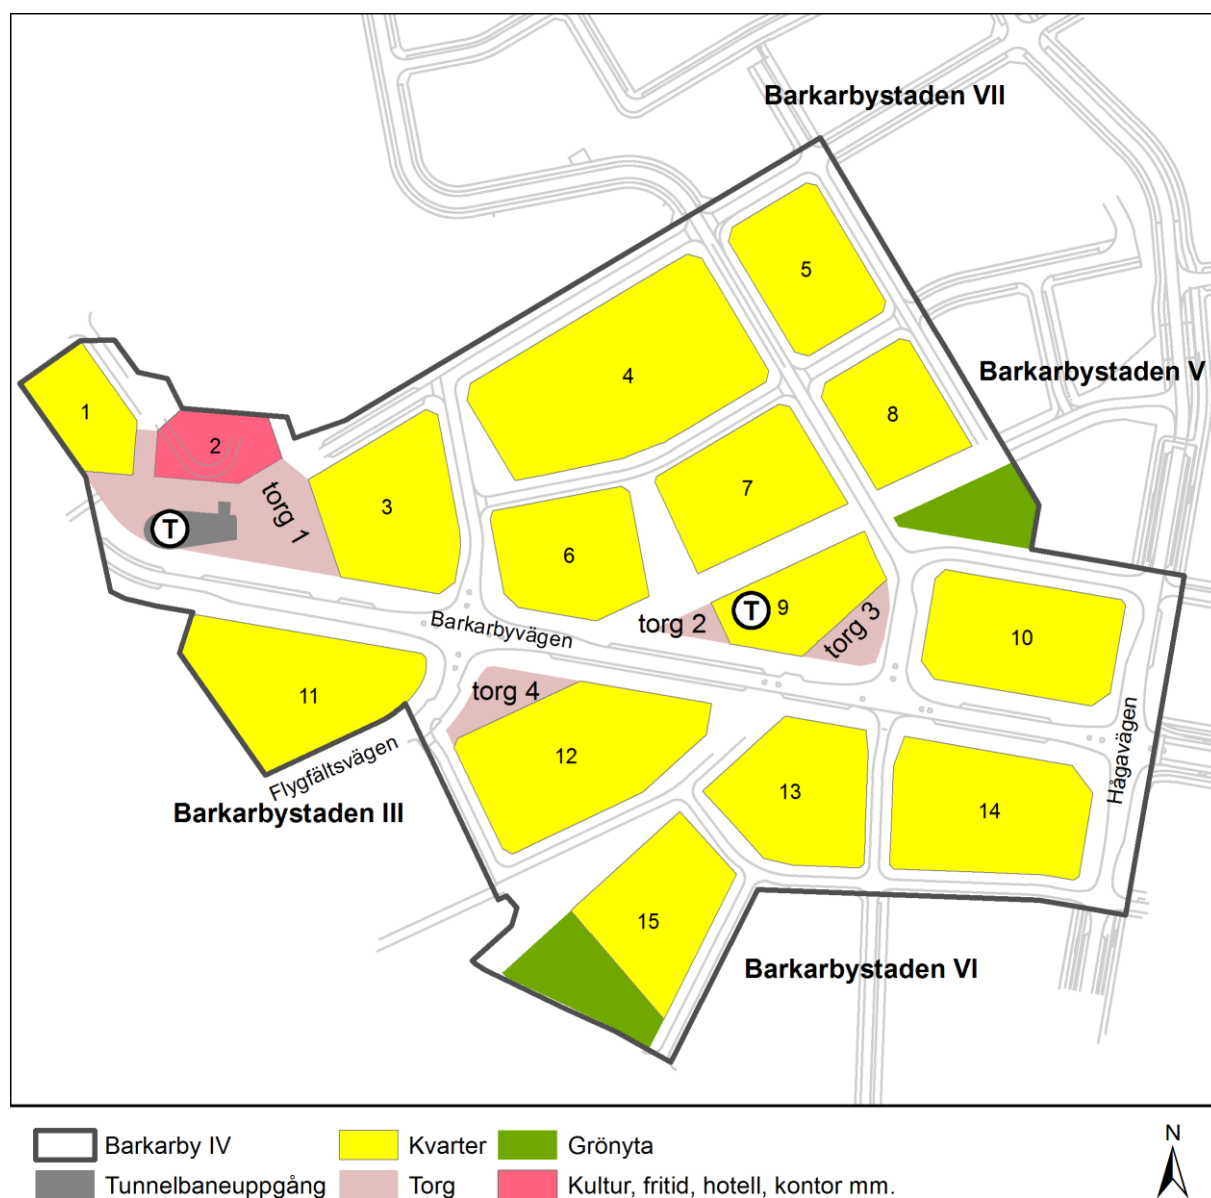 Barkarbystaden VII
5
Barkarbystaden V
4
1
8
2
7
torg 1
3
T
6
T
9
torg 2
torg 3
Barkarbyvägen
10
torg 4
11
12
Flygfältsvägen
Hågavägen
13
14
Barkarbystaden III
15
Barkarbystaden VI
N
Barkarby IV
Kvarter
Grönyta
Tunnelbaneuppgång
Torg
Kultur, fritid, hotell, kontor mm.